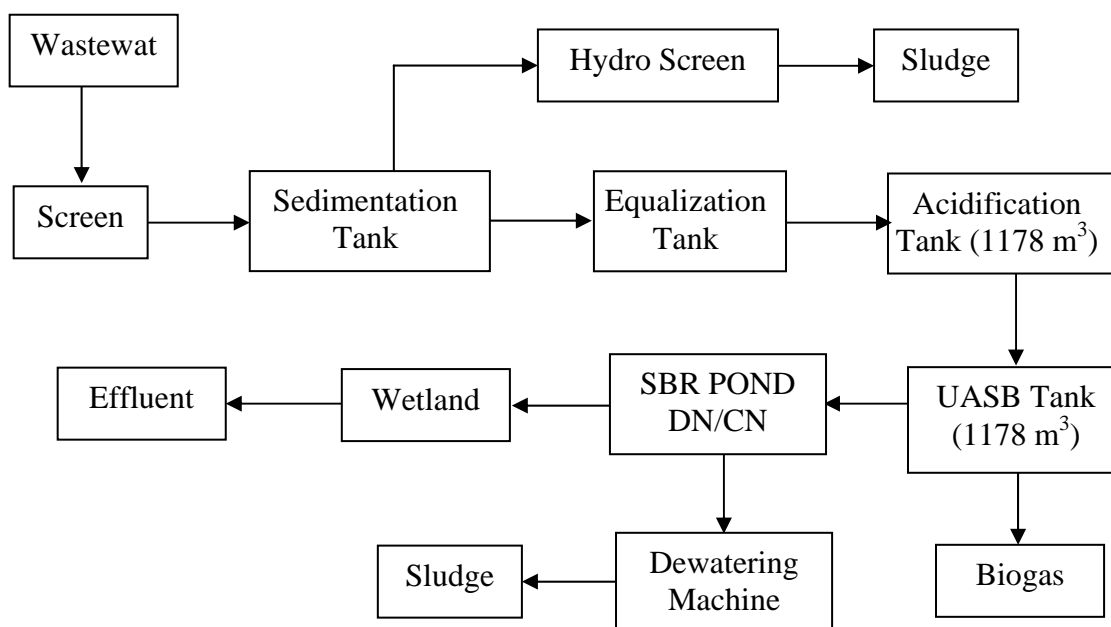 Wastewat
Hydro Screen
Sludge
Screen
Sedimentation
Tank
Equalization
Tank
Acidification
Tank (1178 m³)
Effluent
Wetland
SBR POND
DN/CN
UASB Tank
(1178 m³)
Sludge
Dewatering
Machine
Biogas